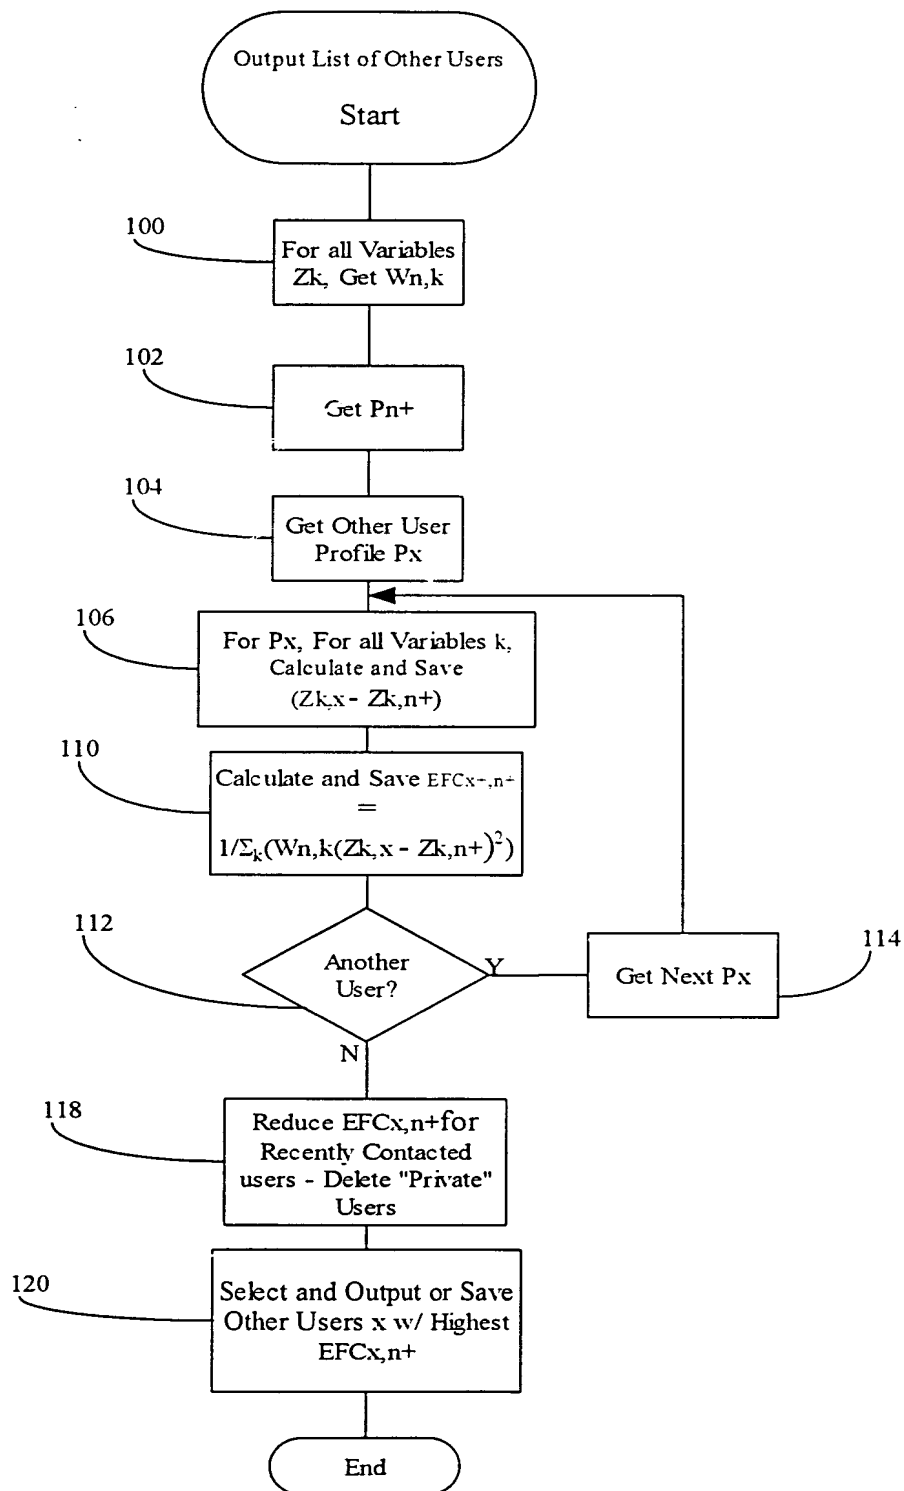 Output List of Other Users
Start
100
For all Variables
Zk, Get Wn,k
102
Get Pn+
104
Get Other User
Profile Px
106
For Px, For all Variables k,
Calculate and Save
(Zk,x - Zk,n+)
110
Calculate and Save EFCx+,n+
=
1/Σk(Wn,k(Zk,x - Zk,n+)²)
112
Another
User?
Y
114
Get Next Px
N
118
Reduce EFCx,n+ for
Recently Contacted
users - Delete "Private"
Users
120
Select and Output or Save
Other Users x w/ Highest
EFCx,n+
End